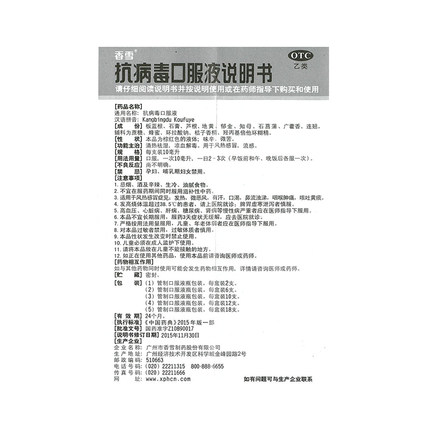 香雪
OTC
乙类
抗病毒口服液说明书
请仔细阅读说明书并按说明使用或在药师指导下购买和使用
【药品名称】
通用名称：抗病毒口服液
汉语拼音：Kangbingdu Koufuye
【成 份】板蓝根、石膏、芦根、地黄、郁金、知母、石菖蒲、广藿香、连翘。
辅料为蔗糖、蜂蜜、环拉酸钠、桔子香精、羟丙基倍他环糊精。
【性 状】本品为棕红色的液体；味辛、微苦。
【功能主治】清热祛湿，凉血解毒。用于风热感冒，流感。
【规 格】每支装10毫升
【用法用量】口服。一次10毫升，一日2-3次（早饭前和午、晚饭后各服一次）。
【不良反应】尚不明确。
【禁 忌】孕妇、哺乳期妇女禁用。
【注意事项】
1. 忌烟、酒及辛辣、生冷、油腻食物。
2. 不宜在服药期间同时服用滋补性中药。
3. 适用于风热感冒症见：发热，微恶风，有汗，口渴，鼻流浊涕，咽喉肿痛，咳吐黄痰。
4. 发高烧体温超过38.5℃的患者，请上医院就诊；脾胃虚寒泄泻者慎服。
5. 高血压、心脏病、肝病、糖尿病、肾病等慢性病严重者应在医师指导下服用。
6. 本品不宜长期服用，服药3天症状无缓解，应去医院就诊。
7. 严格按用法用量服用，儿童、年老体弱者应在医师指导下服用。
8. 对本品过敏者禁用，过敏体质者慎用。
9. 本品性状发生改变时禁止使用。
10. 儿童必须在成人监护下使用。
11. 请将本品放在儿童不能接触的地方。
12. 如正在使用其他药品，使用本品前请咨询医师或药师。
【药物相互作用】
如与其他药物同时使用可能会发生药物相互作用，详情请咨询医师或药师。
【贮 藏】密封。
【包 装】（1）管制口服液瓶包装，每盒装2支。
（2）管制口服液瓶包装，每盒装6支。
（3）管制口服液瓶包装，每盒装10支。
（4）管制口服液瓶包装，每盒装12支。
（5）管制口服液瓶包装，每盒装18支。
【有 效 期】24个月。
【执行标准】《中国药典》2015年版一部
【批准文号】国药准字Z10890017
【说明书修订日期】2015年11月30日
【生产企业】
企业名称：广州市香雪制药股份有限公司
生产地址：广州经济技术开发区科学城金峰园路2号
邮政编码：510663
电话号码：(020) 22211315 800-888-8655
传真号码：(020) 22211666
网 址：www.xphcn.com
如有问题可与生产企业联系